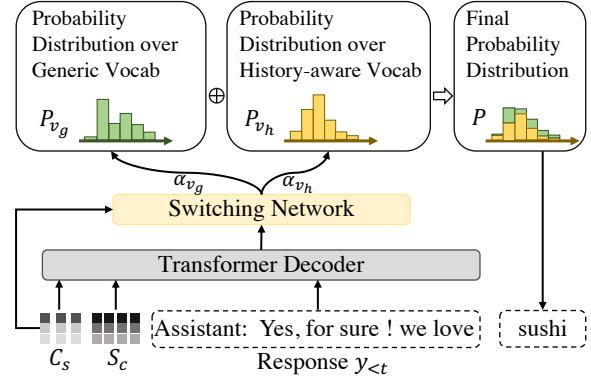 Probability
Distribution over
Generic Vocab
P_{v_g}
⊕
Probability
Distribution over
History-aware Vocab
P_{v_h}
Final
Probability
Distribution
P
α_{v_g}
α_{v_h}
Switching Network
Transformer Decoder
C_s
S_c
Assistant: Yes, for sure ! we love
Response y_{<t}
sushi